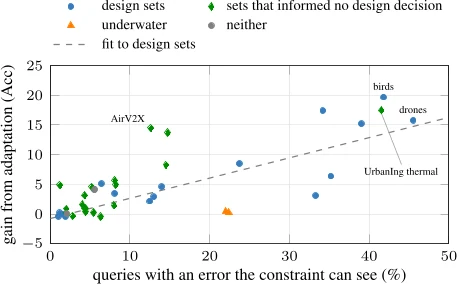 design sets
sets that informed no design decision
underwater
neither
fit to design sets
25
20
15
10
5
0
−5
0
10
20
30
40
50
gain from adaptation (Acc)
queries with an error the constraint can see (%)
birds
drones
AirV2X
UrbanIng thermal